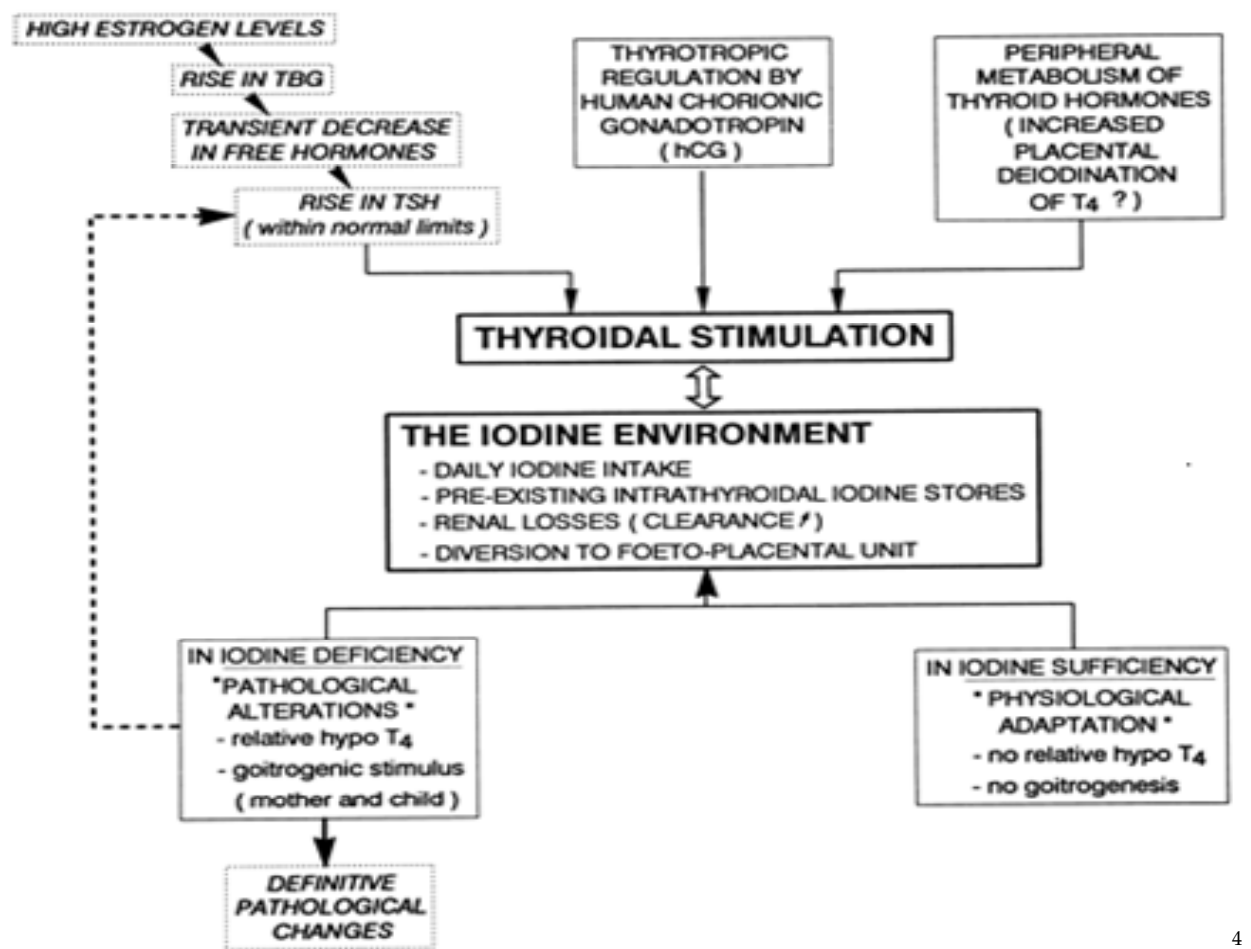 HIGH ESTROGEN LEVELS
RISE IN TBG
TRANSIENT DECREASE
IN FREE HORMONES
RISE IN TSH
( within normal limits )
THYROTROPIC
REGULATION BY
HUMAN CHORIONIC
GONADOTROPIN
( hCG )
PERIPHERAL
METABOLISM OF
THYROID HORMONES
( INCREASED
PLACENTAL
DEIODINATION
OF T4 ? )
THYROIDAL STIMULATION
THE IODINE ENVIRONMENT
- DAILY IODINE INTAKE
- PRE-EXISTING INTRATHYROIDAL IODINE STORES
- RENAL LOSSES ( CLEARANCE )
- DIVERSION TO FOETO-PLACENTAL UNIT
IN IODINE DEFICIENCY
"PATHOLOGICAL
ALTERATIONS "
- relative hypo T4
- goitrogenic stimulus
( mother and child )
IN IODINE SUFFICIENCY
" PHYSIOLOGICAL
ADAPTATION "
- no relative hypo T4
- no goitrogenesis
DEFINITIVE
PATHOLOGICAL
CHANGES
4